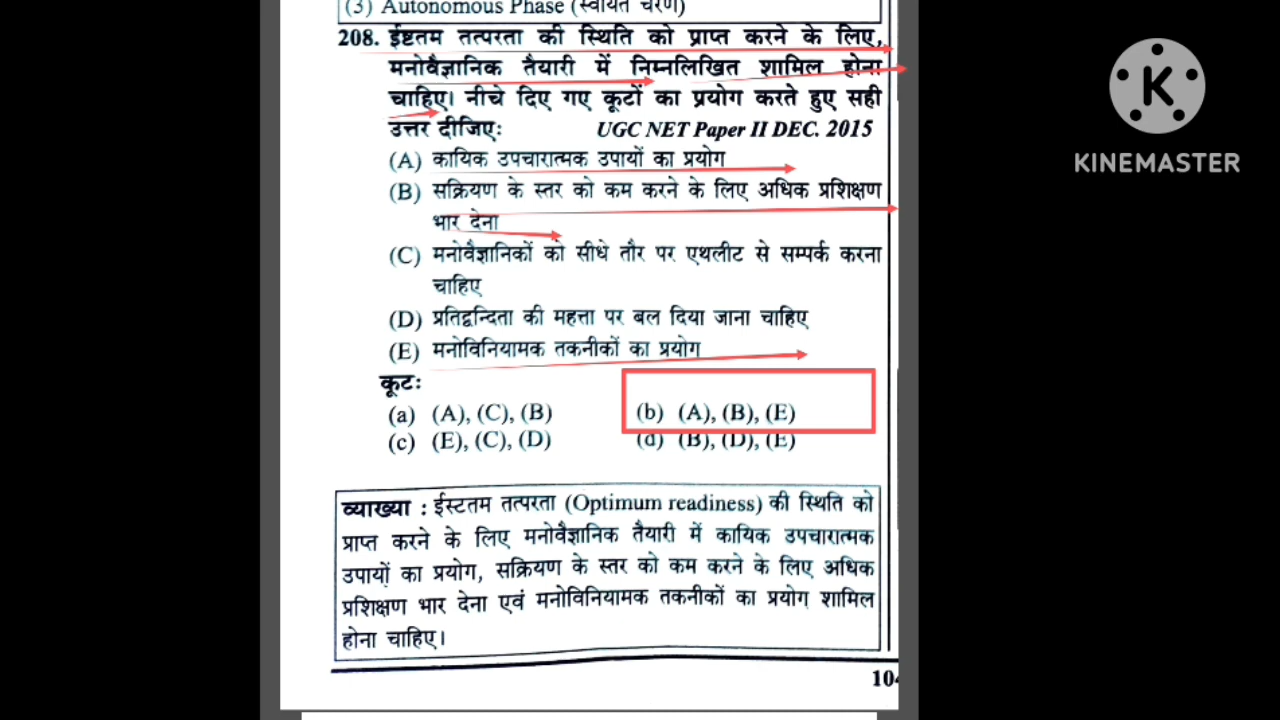 (3) Autonomous Phase (स्वायत चरण)
208. ईष्टतम तत्परता की स्थिति को प्राप्त करने के लिए,
मनोवैज्ञानिक तैयारी में निम्नलिखित शामिल होना
चाहिए। नीचे दिए गए कूटों का प्रयोग करते हुए सही
उत्तर दीजिए: UGC NET Paper II DEC. 2015
(A) कायिक उपचारात्मक उपायों का प्रयोग
(B) सक्रियण के स्तर को कम करने के लिए अधिक प्रशिक्षण
भार देना
(C) मनोवैज्ञानिकों को सीधे तौर पर एथलीट से सम्पर्क करना
चाहिए
(D) प्रतिद्वन्दिता की महत्ता पर बल दिया जाना चाहिए
(E) मनोविनियामक तकनीकों का प्रयोग
कूट:
(a) (A), (C), (B) (b) (A), (B), (E)
(c) (E), (C), (D) (d) (B), (D), (E)
व्याख्या : ईस्टतम तत्परता (Optimum readiness) की स्थिति को
प्राप्त करने के लिए मनोवैज्ञानिक तैयारी में कायिक उपचारात्मक
उपायों का प्रयोग, सक्रियण के स्तर को कम करने के लिए अधिक
प्रशिक्षण भार देना एवं मनोविनियामक तकनीकों का प्रयोग शामिल
होना चाहिए।
104
K
KINEMASTER